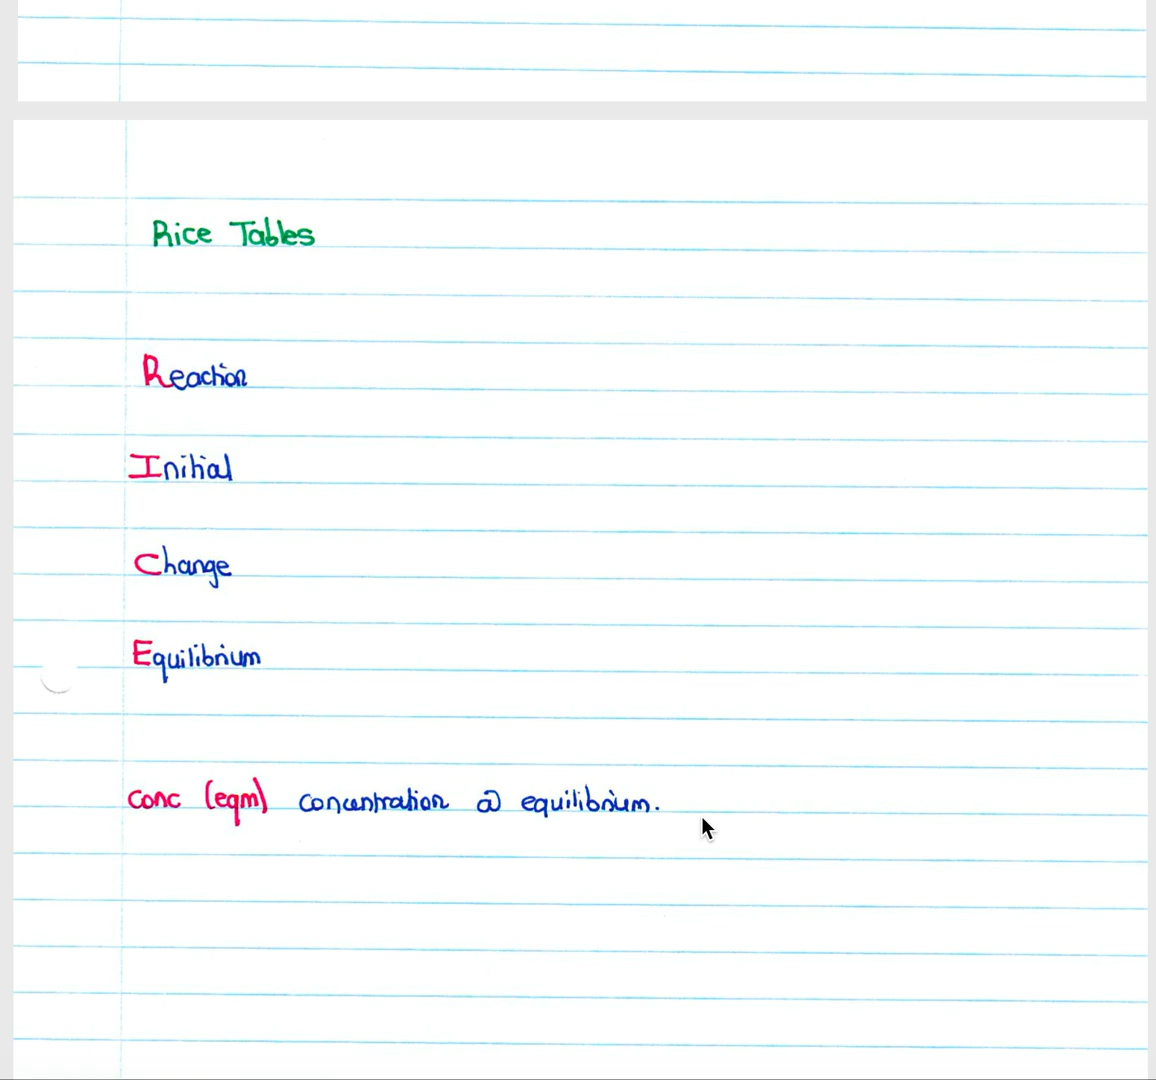 Rice Tables
Reaction
Initial
Change
Equilibrium
Conc (eqm) concentration @ equilibrium.